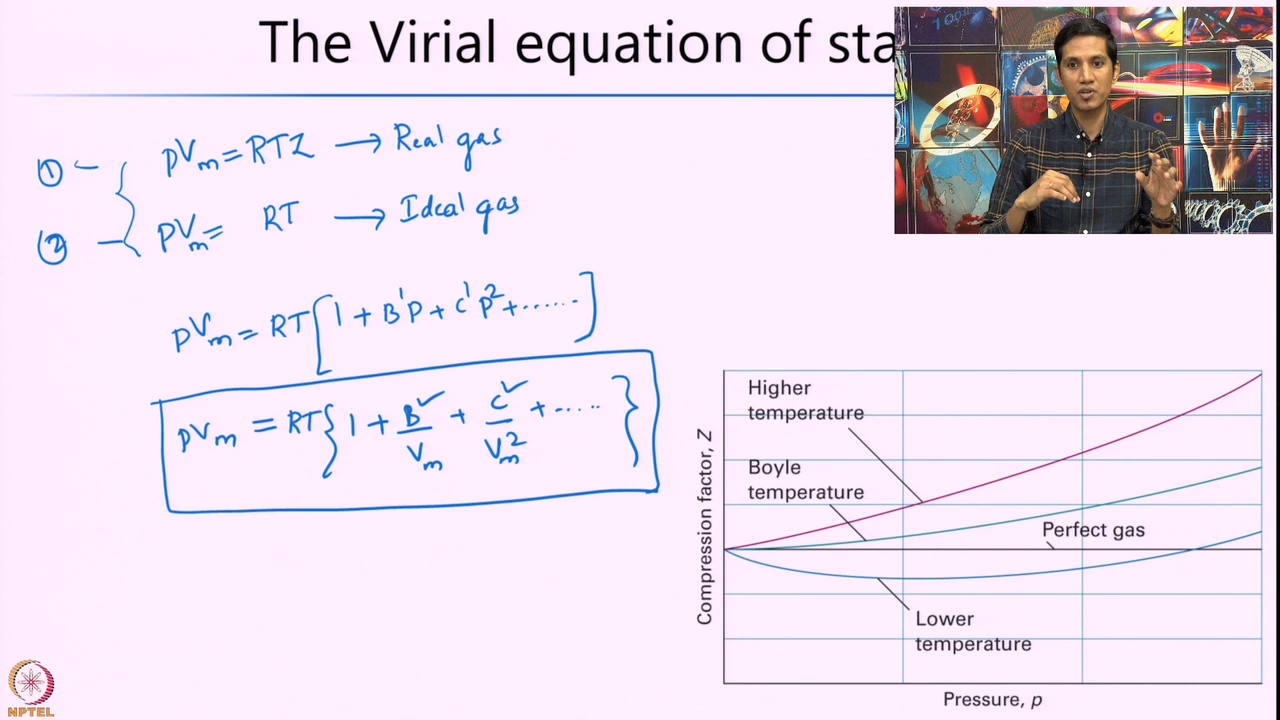 The Virial equation of sta
① pVm = RTZ → Real gas
② pVm = RT → Ideal gas
pVm = RT[1 + B'p + C'p² + ......]
pVm = RT{1 + B/Vm + C/Vm² + .....}
Higher
temperature
Boyle
temperature
Perfect gas
Lower
temperature
Compression factor, Z
Pressure, p
NPTEL